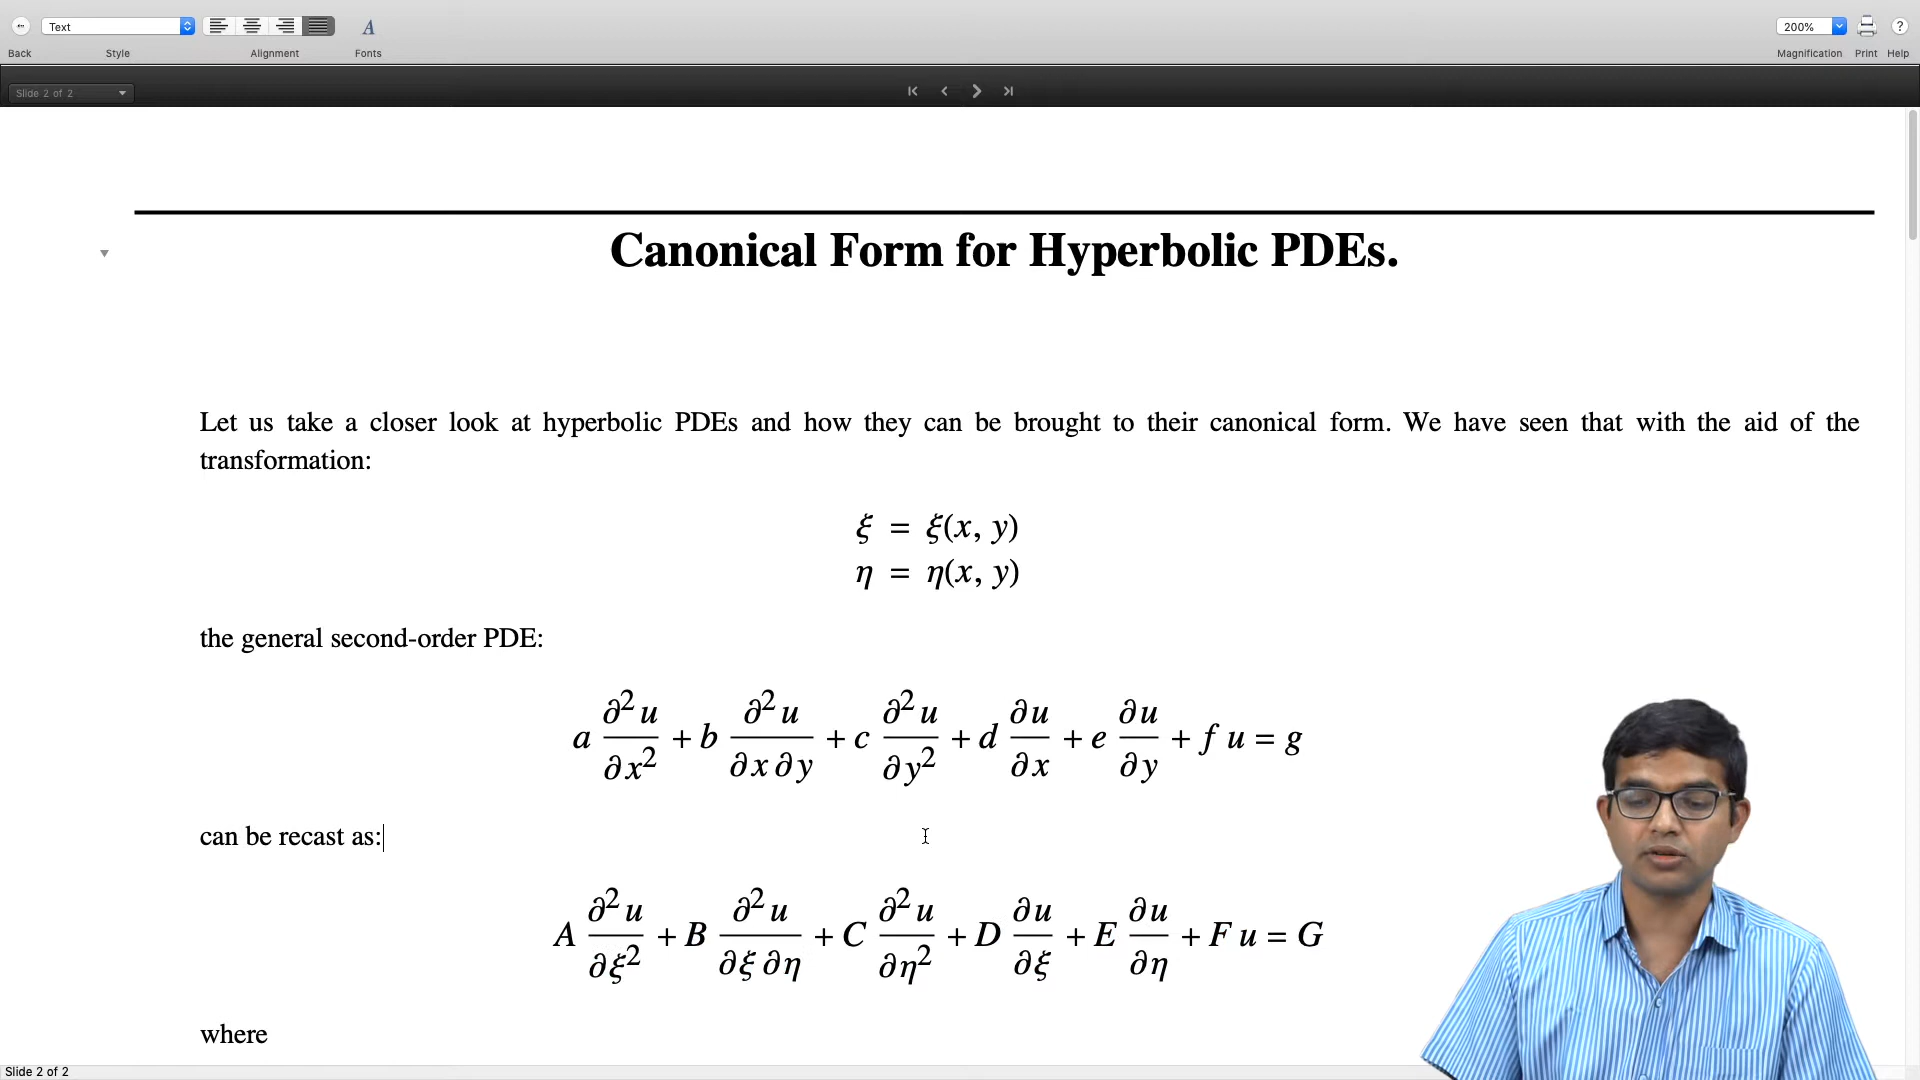 Text
200%
Back
Style
Alignment
Fonts
Magnification
Print
Help
Slide 2 of 2
Canonical Form for Hyperbolic PDEs.
Let us take a closer look at hyperbolic PDEs and how they can be brought to their canonical form. We have seen that with the aid of the
transformation:
ξ = ξ(x, y)
η = η(x, y)
the general second-order PDE:
a ∂²u/∂x² + b ∂²u/∂x∂y + c ∂²u/∂y² + d ∂u/∂x + e ∂u/∂y + f u = g
can be recast as:
A ∂²u/∂ξ² + B ∂²u/∂ξ∂η + C ∂²u/∂η² + D ∂u/∂ξ + E ∂u/∂η + F u = G
where
Slide 2 of 2